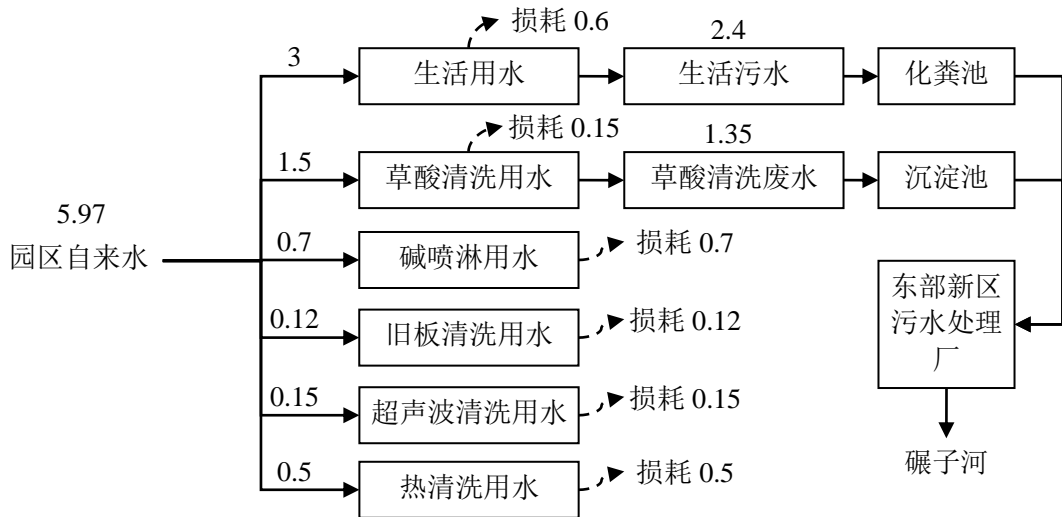 损耗 0.6
3
生活用水
2.4
生活污水
化粪池
损耗 0.15
1.5
草酸清洗用水
1.35
草酸清洗废水
沉淀池
5.97
园区自来水
0.7
碱喷淋用水
损耗 0.7
0.12
旧板清洗用水
损耗 0.12
0.15
超声波清洗用水
损耗 0.15
0.5
热清洗用水
损耗 0.5
东部新区
污水处理
厂
碾子河